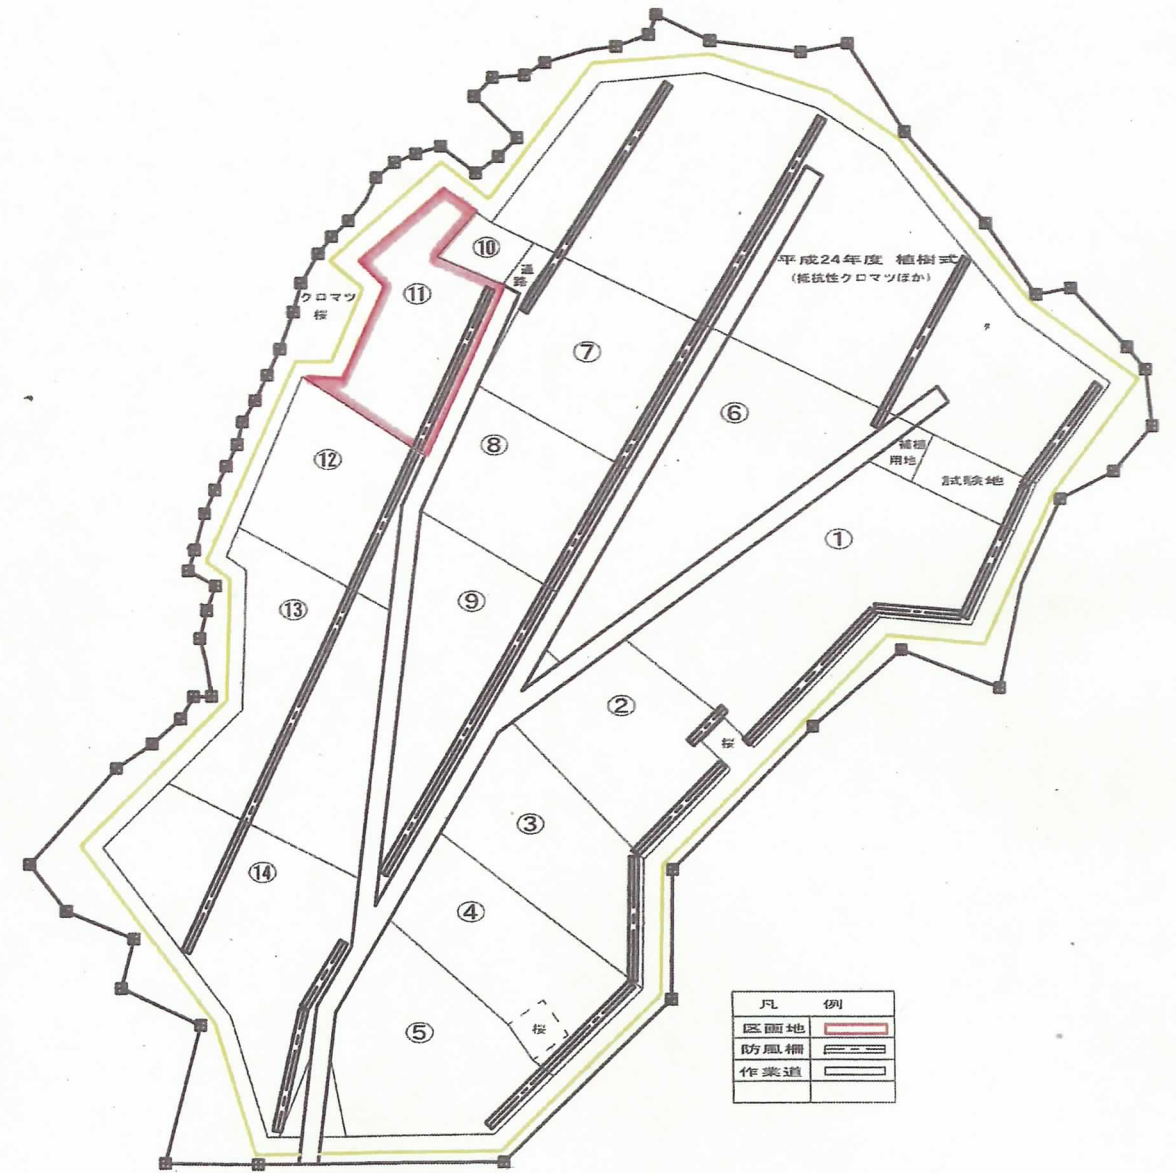 ⑩
通路
⑪
クロマツ
桜
平成24年度 植樹式
(抵抗性クロマツほか)
⑦
⑥
⑧
⑫
補植
用地
試験地
①
⑨
⑬
②
桜
③
⑭
④
⑤
桜
凡 例
区画地
防風柵
作業道